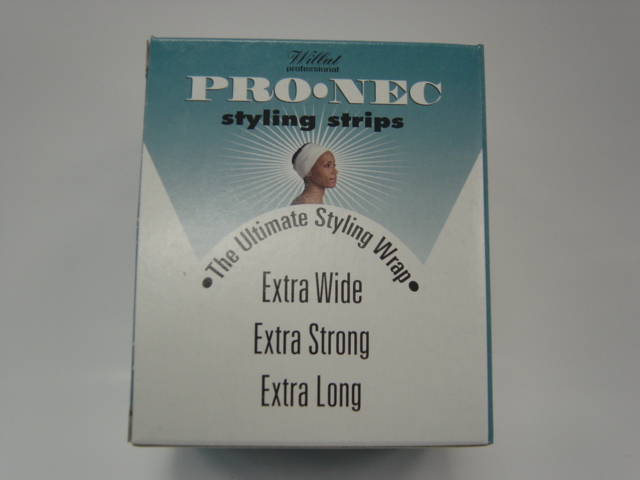 Willat
professional
PRO•NEC
styling strips
•The Ultimate Styling Wrap•
Extra Wide
Extra Strong
Extra Long